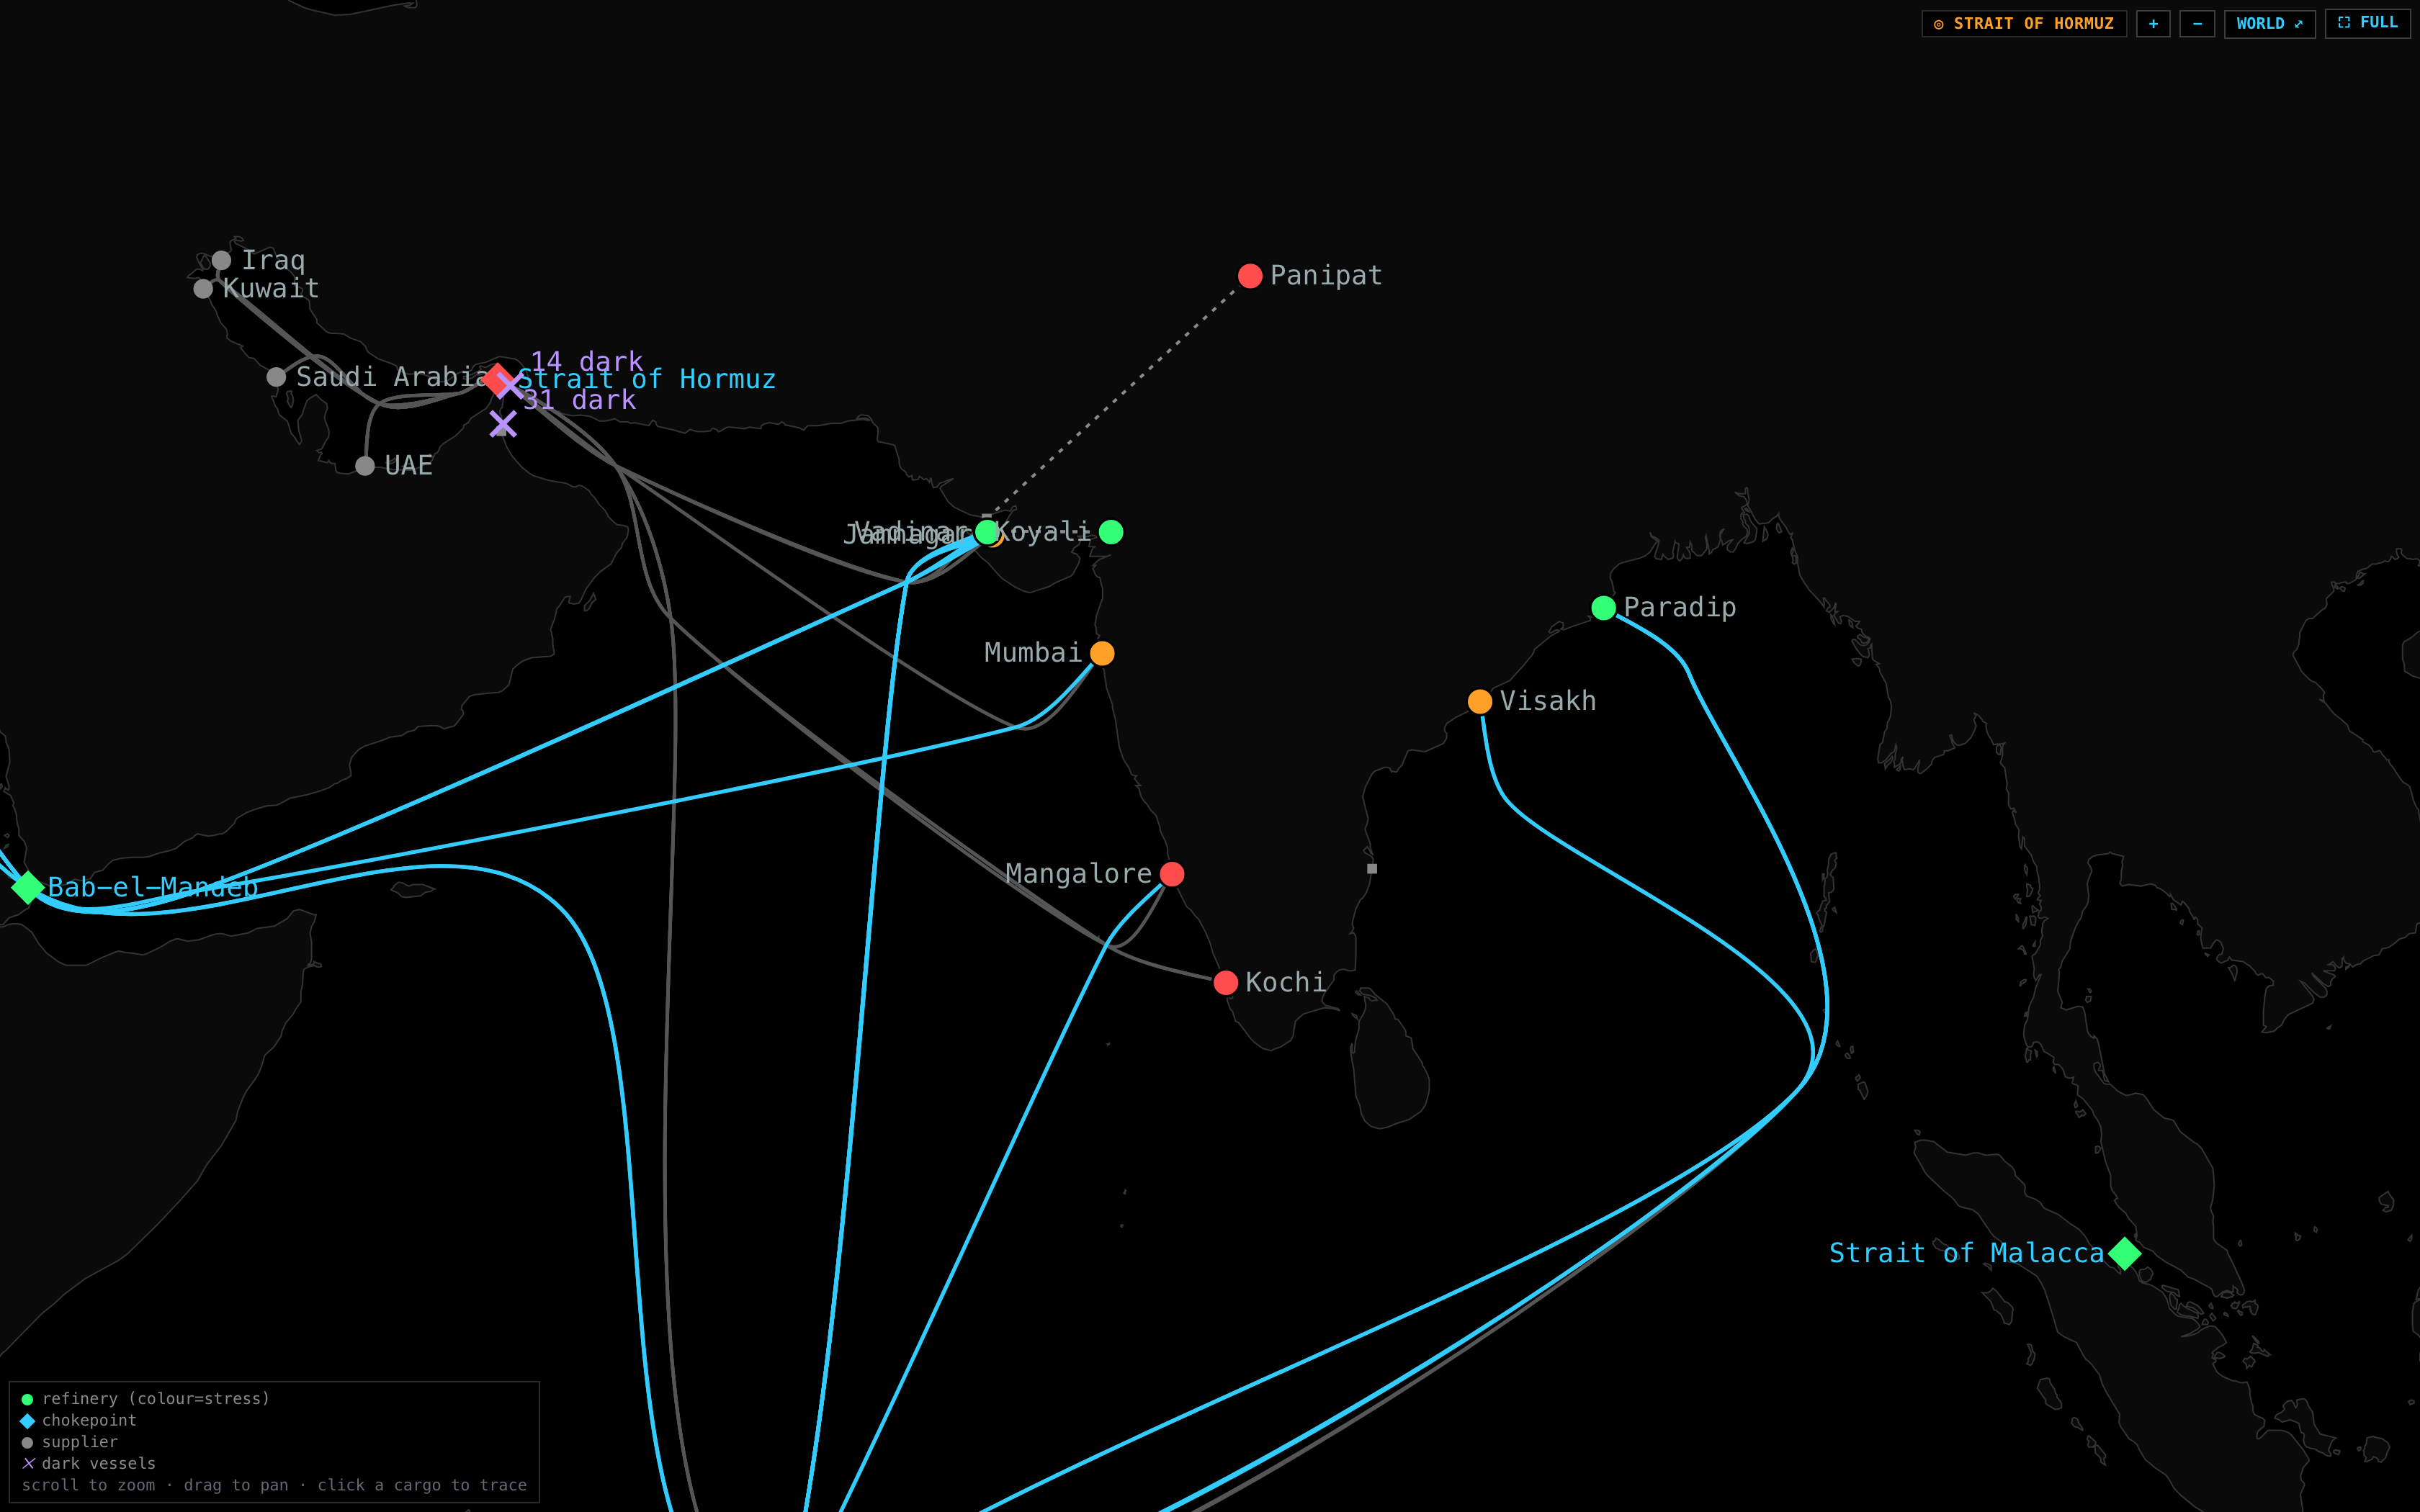 ◎ STRAIT OF HORMUZ
+
−
WORLD ⤢
⛶ FULL
Iraq
Kuwait
Panipat
14 dark
Saudi Arabia
Strait of Hormuz
31 dark
UAE
Vadinar
Koyali
Jamnagar
Paradip
Mumbai
Visakh
Mangalore
Bab-el-Mandeb
Kochi
Strait of Malacca
refinery (colour=stress)
chokepoint
supplier
dark vessels
scroll to zoom · drag to pan · click a cargo to trace